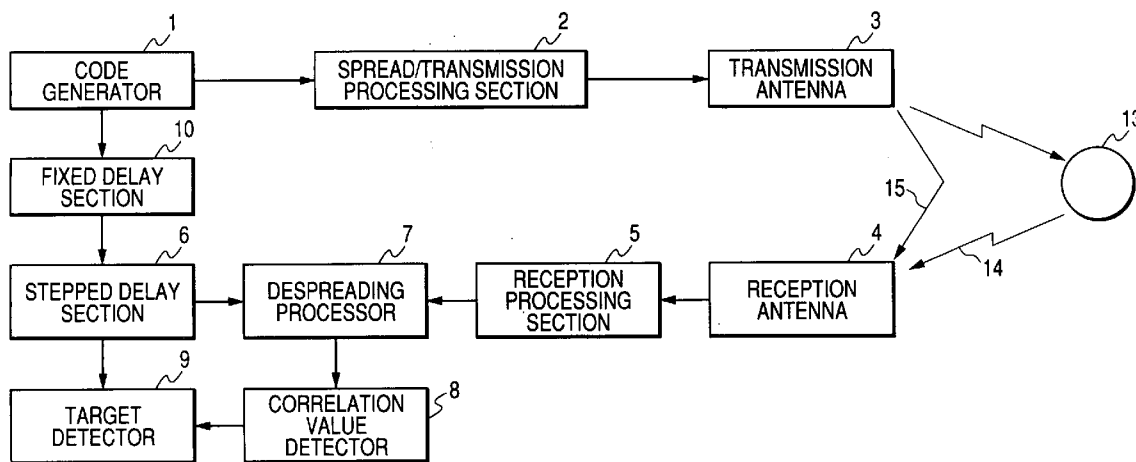 1
CODE
GENERATOR
2
SPREAD/TRANSMISSION
PROCESSING SECTION
3
TRANSMISSION
ANTENNA
10
FIXED DELAY
SECTION
13
15
14
6
STEPPED DELAY
SECTION
7
DESPREADING
PROCESSOR
5
RECEPTION
PROCESSING
SECTION
4
RECEPTION
ANTENNA
9
TARGET
DETECTOR
CORRELATION
VALUE
DETECTOR
8